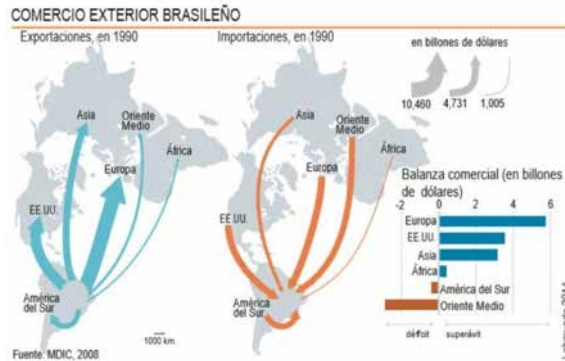 COMERCIO EXTERIOR BRASILEÑO
Exportaciones, en 1990
Importaciones, en 1990
en billones de dólares
10,460 4,731 1,005
Asia
Oriente
Medio
África
Europa
EE.UU.
América
del Sur
Asia
Oriente
Medio
África
Europa
EE.UU.
América
del Sur
1000 km
Balanza comercial (en billones
de dólares)
-2 0 2 4 6
Europa
EE.UU.
Asia
África
América del Sur
Oriente Medio
déficit superávit
Fuente: MDIC, 2008